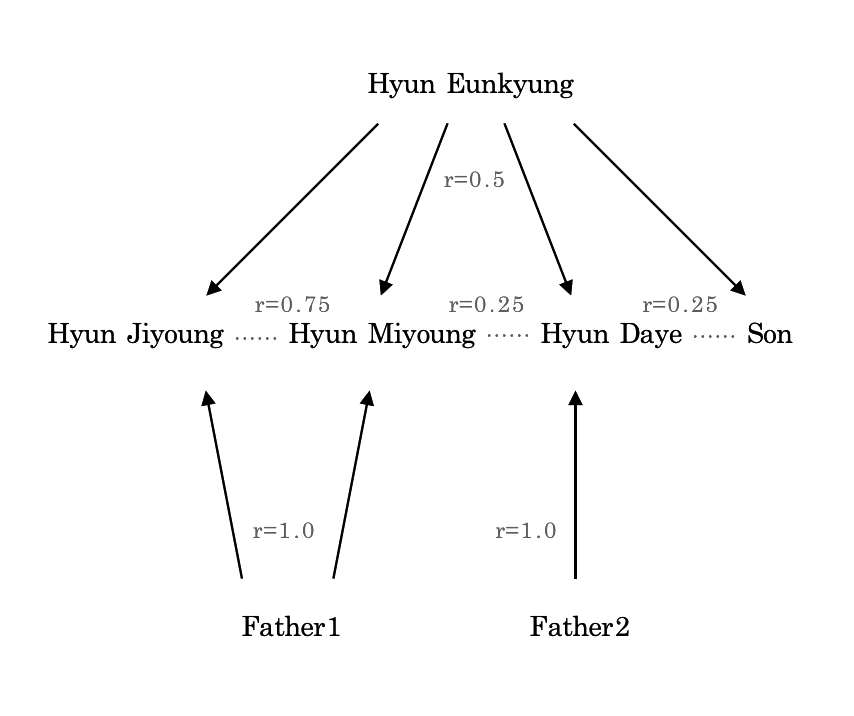 Hyun Eunkyung
r=0.5
r=0.75 r=0.25 r=0.25
Hyun Jiyoung ...... Hyun Miyoung ...... Hyun Daye ...... Son
r=1.0 r=1.0
Father1 Father2